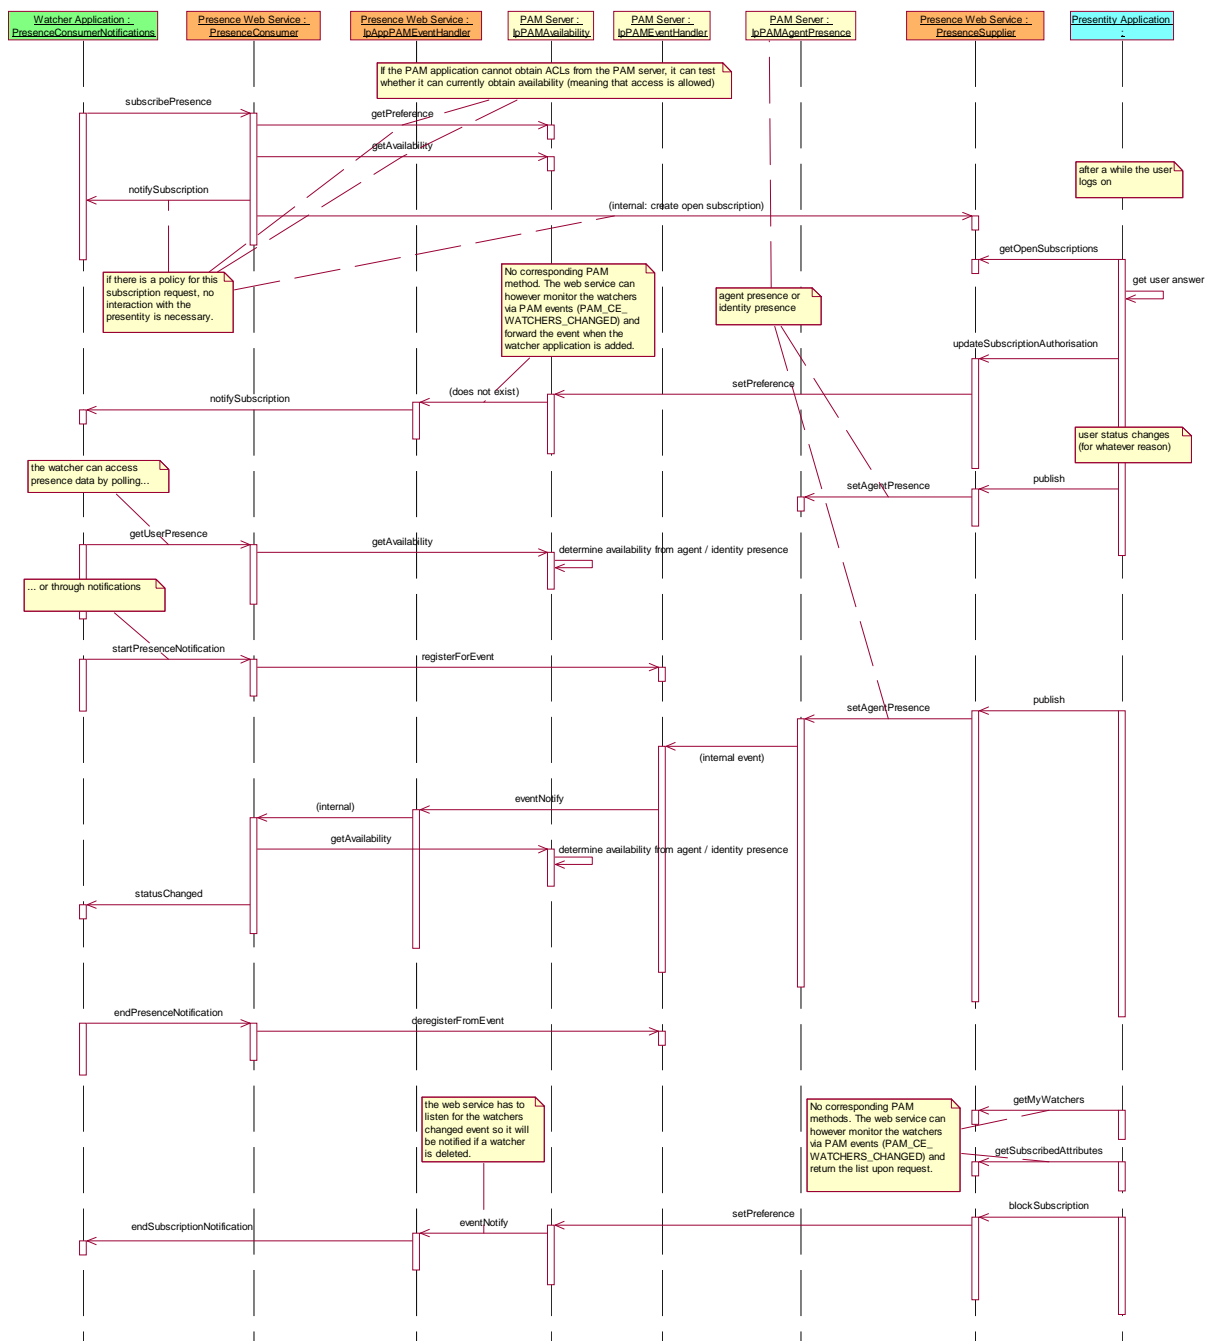 Watcher Application :
PresenceConsumerNotifications
Presence Web Service :
PresenceConsumer
Presence Web Service :
IpAppPAMEventHandler
PAM Server :
IpPAMAvailability
PAM Server :
IpPAMEventHandler
PAM Server :
IpPAMAgentPresence
Presence Web Service :
PresenceSupplier
Presentity Application
:
If the PAM application cannot obtain ACLs from the PAM server, it can test
whether it can currently obtain availability (meaning that access is allowed)
subscribePresence
getPreference
getAvailability
after a while the user
logs on
notifySubscription
(internal: create open subscription)
getOpenSubscriptions
if there is a policy for this
subscription request, no
interaction with the
presentity is necessary.
No corresponding PAM
method. The web service can
however monitor the watchers
via PAM events (PAM_CE_
WATCHERS_CHANGED) and
forward the event when the
watcher application is added.
agent presence or
identity presence
get user answer
updateSubscriptionAuthorisation
setPreference
(does not exist)
notifySubscription
user status changes
(for whatever reason)
the watcher can access
presence data by polling...
publish
setAgentPresence
getUserPresence
getAvailability
determine availability from agent / identity presence
... or through notifications
startPresenceNotification
registerForEvent
publish
setAgentPresence
(internal event)
eventNotify
(internal)
getAvailability
determine availability from agent / identity presence
statusChanged
endPresenceNotification
deregisterFromEvent
the web service has to
listen for the watchers
changed event so it will
be notified if a watcher
is deleted.
No corresponding PAM
methods. The web service can
however monitor the watchers
via PAM events (PAM_CE_
WATCHERS_CHANGED) and
return the list upon request.
getMyWatchers
getSubscribedAttributes
blockSubscription
setPreference
eventNotify
endSubscriptionNotification